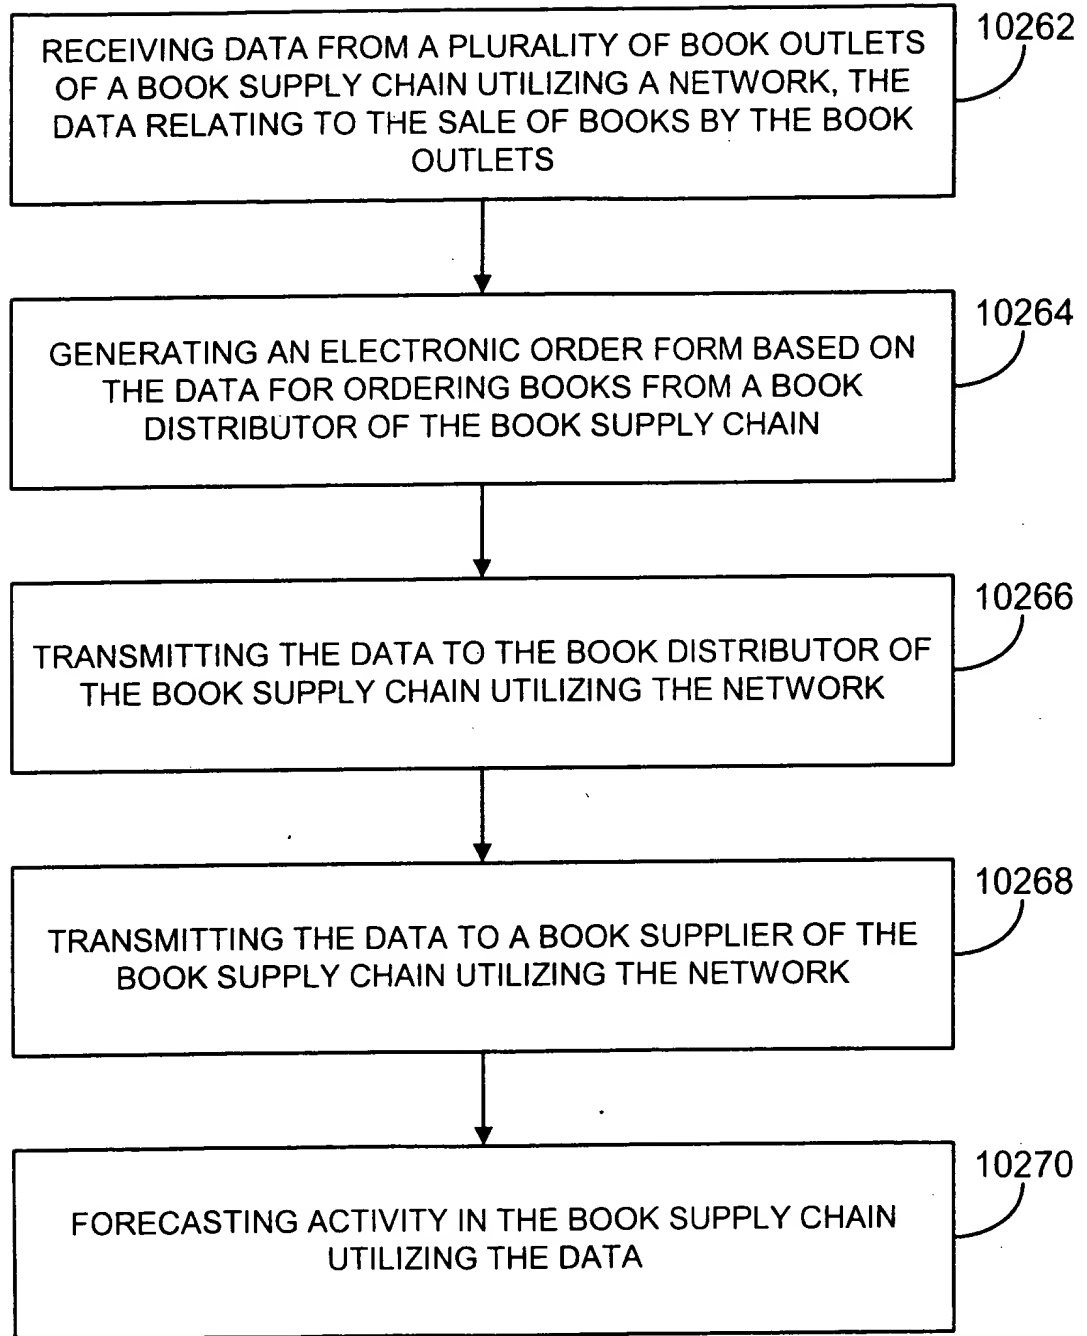 RECEIVING DATA FROM A PLURALITY OF BOOK OUTLETS
OF A BOOK SUPPLY CHAIN UTILIZING A NETWORK, THE
DATA RELATING TO THE SALE OF BOOKS BY THE BOOK
OUTLETS
10262
GENERATING AN ELECTRONIC ORDER FORM BASED ON
THE DATA FOR ORDERING BOOKS FROM A BOOK
DISTRIBUTOR OF THE BOOK SUPPLY CHAIN
10264
TRANSMITTING THE DATA TO THE BOOK DISTRIBUTOR OF
THE BOOK SUPPLY CHAIN UTILIZING THE NETWORK
10266
TRANSMITTING THE DATA TO A BOOK SUPPLIER OF THE
BOOK SUPPLY CHAIN UTILIZING THE NETWORK
10268
FORECASTING ACTIVITY IN THE BOOK SUPPLY CHAIN
UTILIZING THE DATA
10270